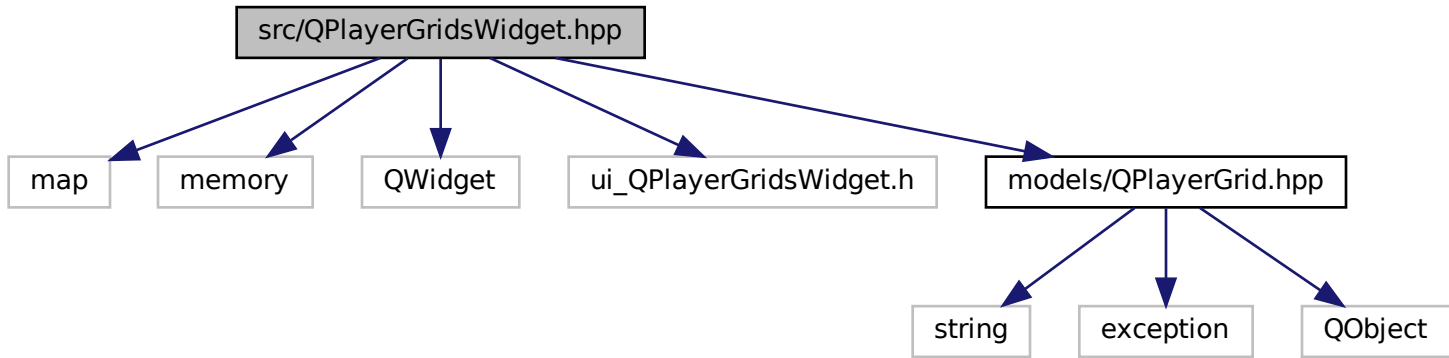 src/QPlayerGridsWidget.hpp
map
memory
QWidget
ui_QPlayerGridsWidget.h
models/QPlayerGrid.hpp
string
exception
QObject